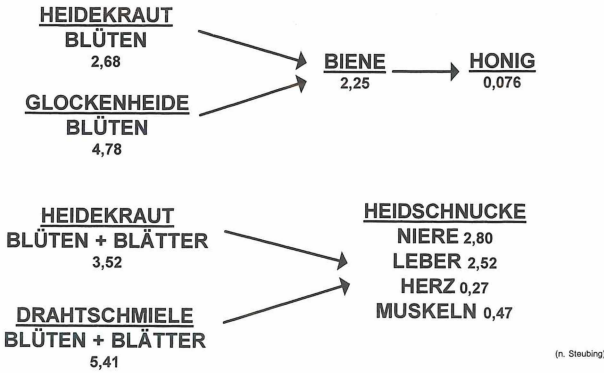 HEIDEKRAUT
BLÜTEN
2,68
GLOCKENHEIDE
BLÜTEN
4,78
BIENE
2,25
HONIG
0,076
HEIDEKRAUT
BLÜTEN + BLÄTTER
3,52
DRAHTSCHMIELE
BLÜTEN + BLÄTTER
5,41
HEIDSCHNUCKE
NIERE 2,80
LEBER 2,52
HERZ 0,27
MUSKELN 0,47
(n. Steubing)